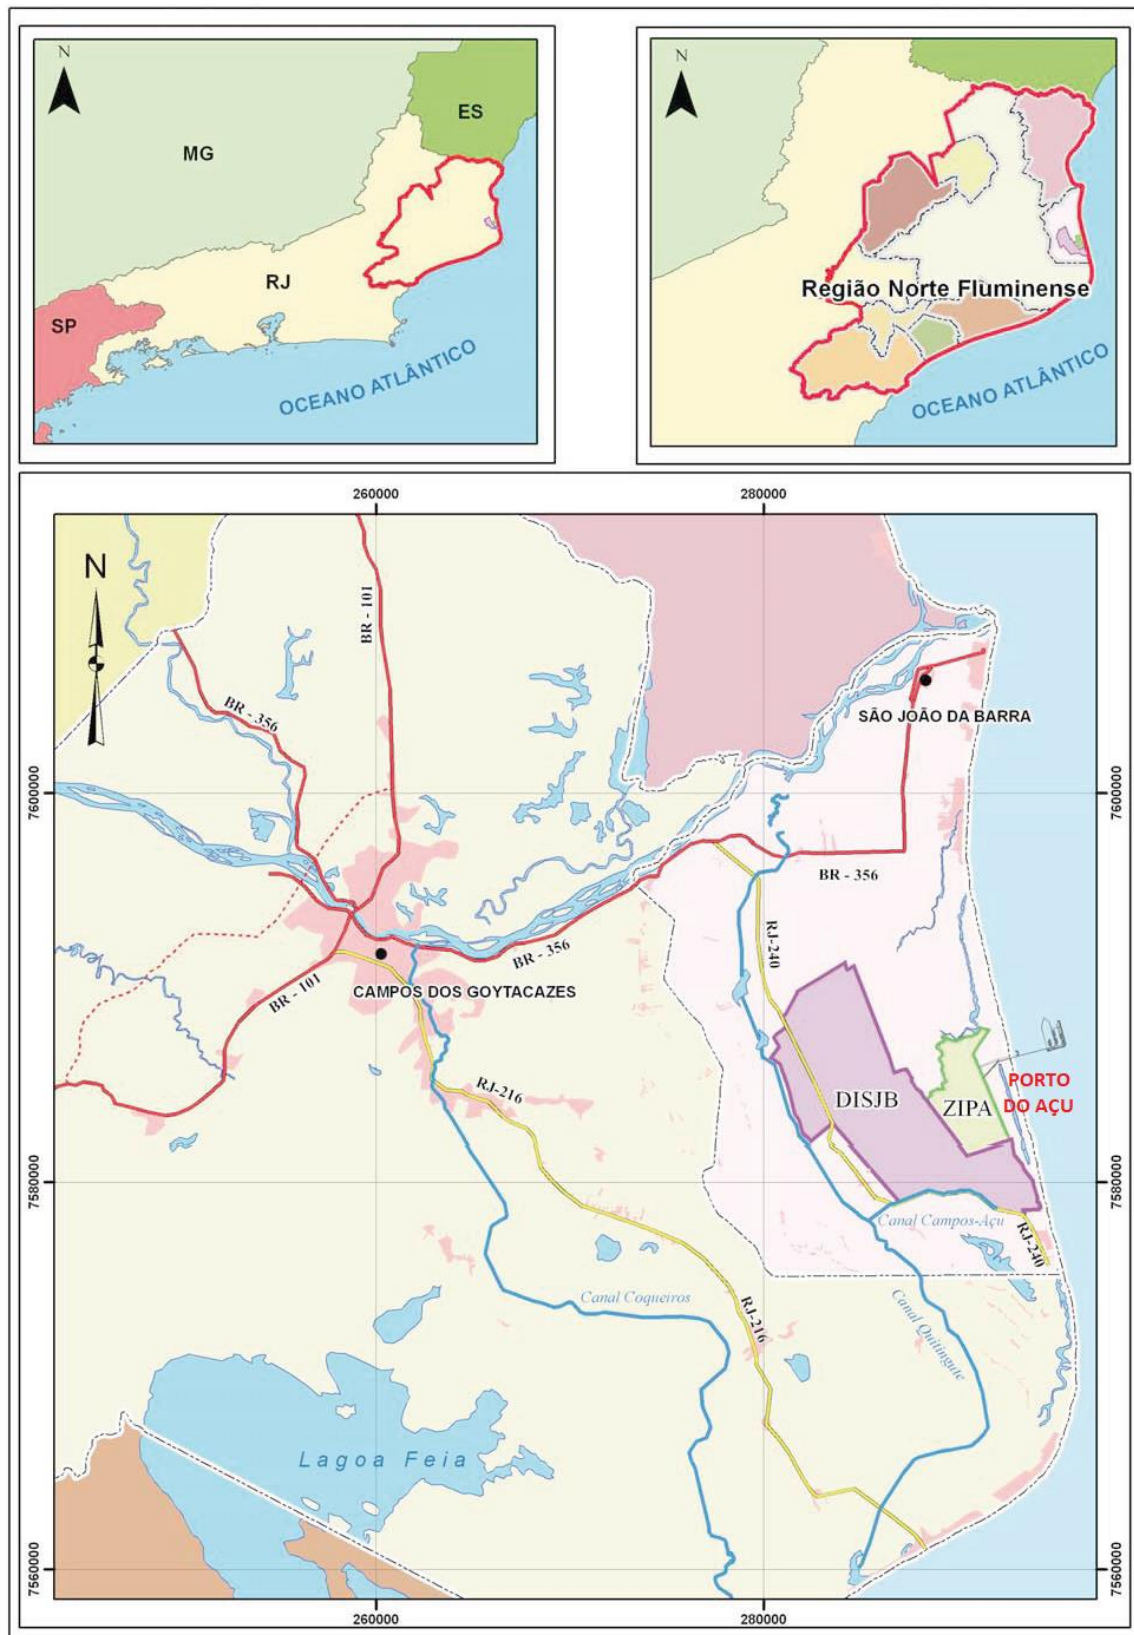 N
MG
ES
RJ
SP
OCEANO ATLÂNTICO
N
Região Norte Fluminense
OCEANO ATLÂNTICO
260000
280000
N
BR - 101
BR - 356
SÃO JOÃO DA BARRA
7600000
7600000
BR - 356
RJ-240
BR - 356
BR - 101
CAMPOS DOS GOYTACAZES
RJ-216
DISJB
ZIPA
PORTO
DO AÇU
7580000
7580000
Canal Campos-Açu
RJ-240
Canal Coqueiros
RJ-216
Canal Quitingute
Lagoa Feia
7560000
7560000
260000
280000